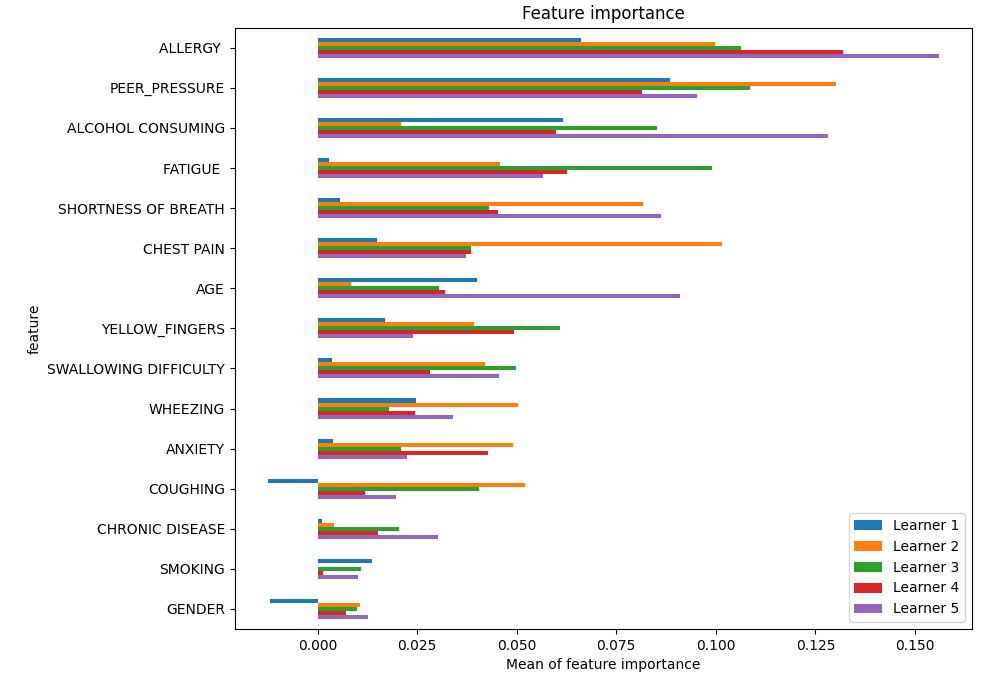 Feature importance
ALLERGY
PEER_PRESSURE
ALCOHOL CONSUMING
FATIGUE
SHORTNESS OF BREATH
CHEST PAIN
AGE
YELLOW_FINGERS
SWALLOWING DIFFICULTY
WHEEZING
ANXIETY
COUGHING
CHRONIC DISEASE
SMOKING
GENDER
feature
Learner 1
Learner 2
Learner 3
Learner 4
Learner 5
0.000 0.025 0.050 0.075 0.100 0.125 0.150
Mean of feature importance